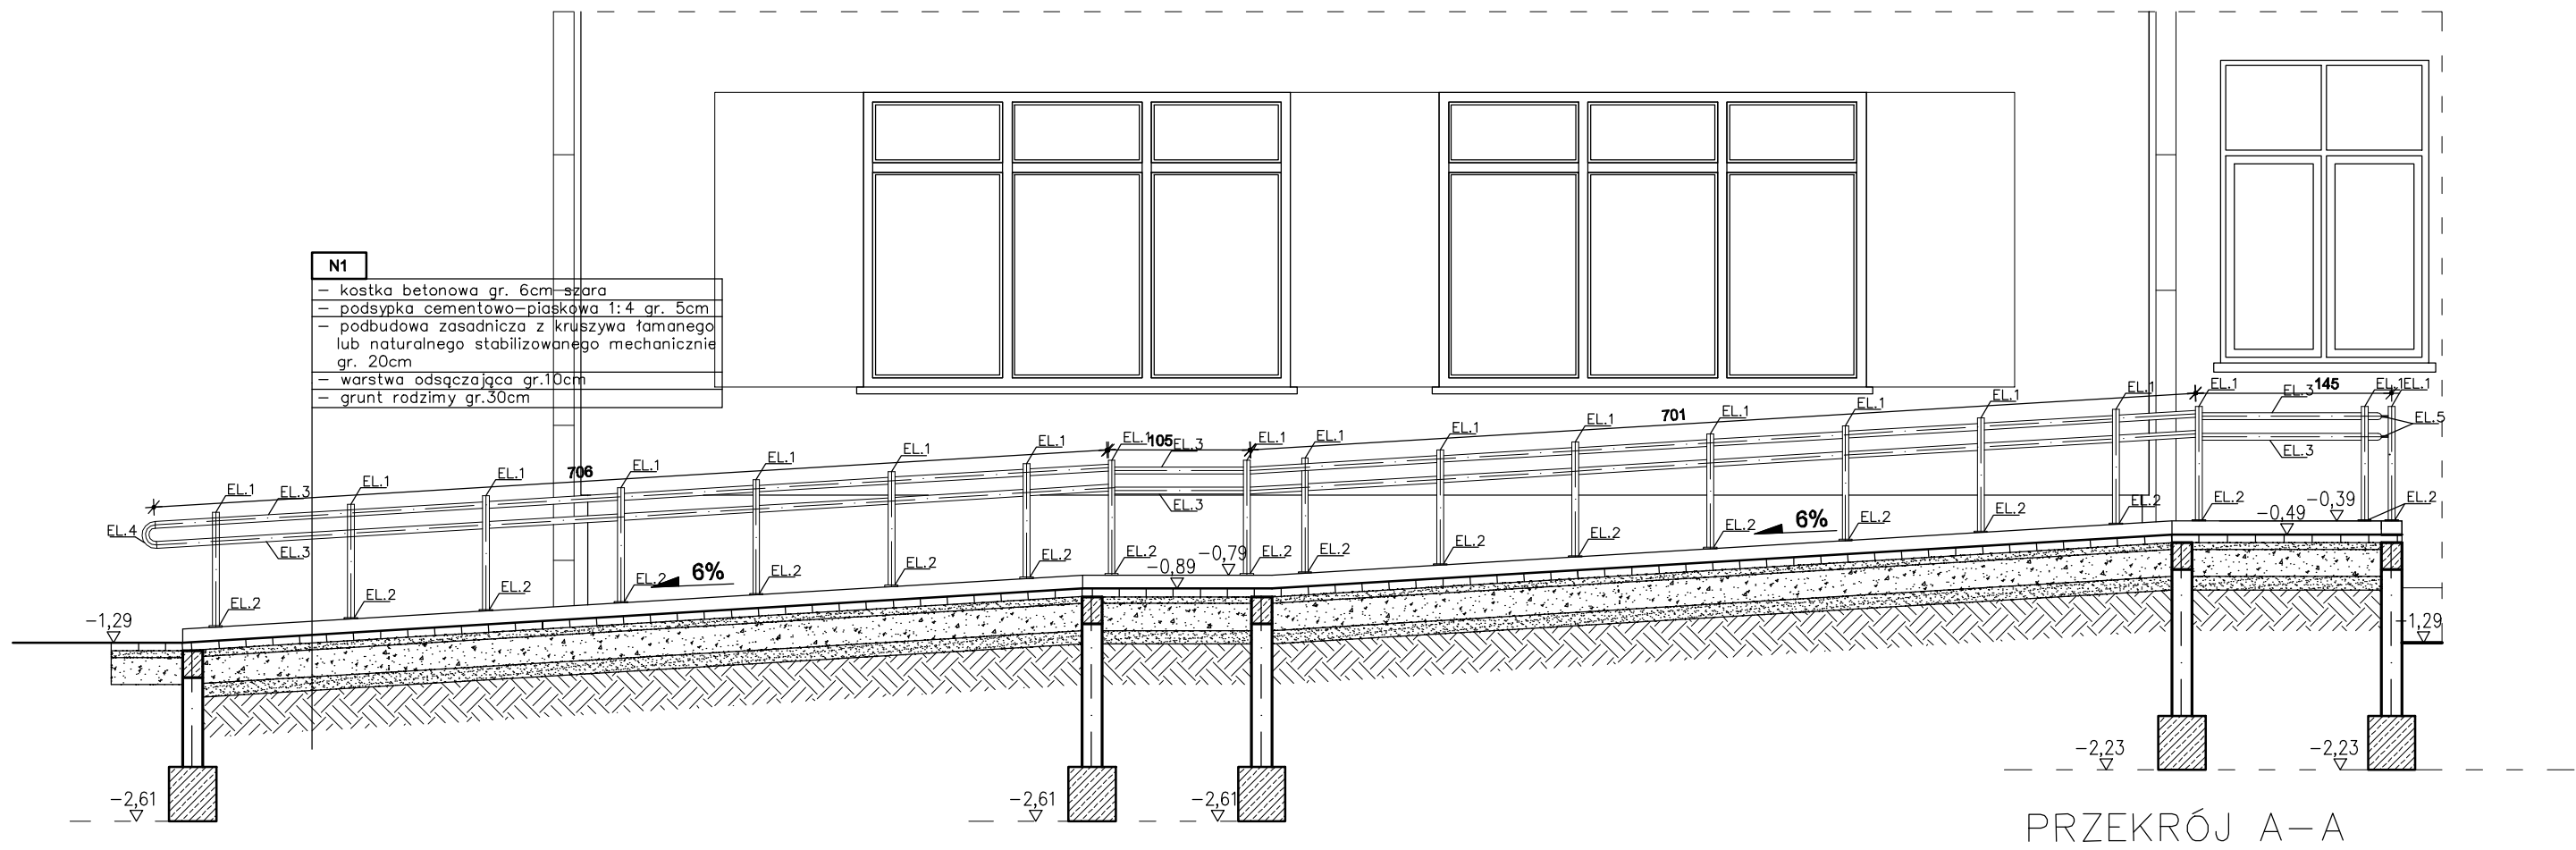 N1
– kostka betonowa gr. 6cm szara
– podsypka cementowo–piaskowa 1:4 gr. 5cm
– podbudowa zasadnicza z kruszywa łamanego
lub naturalnego stabilizowanego mechanicznie
gr. 20cm
– warstwa odsączająca gr.10cm
– grunt rodzimy gr.30cm
EL.1 EL.1 EL.3 145 EL.1 EL.1
EL.5
EL.1 EL.1 EL.1 701 EL.1 EL.3
EL.1 EL.1 105 EL.3 EL.1 EL.1 EL.1
EL.1 EL.1 706 EL.1 EL.1 EL.3
EL.1 EL.3 EL.1
EL.4 EL.3
EL.2 –0,49 –0,39 EL.2
EL.2 6% EL.2 EL.2 EL.2
EL.2 –0,89 –0,79 EL.2 EL.2 EL.2 EL.2
EL.2 6% EL.2 EL.2 EL.2
EL.2 EL.2 EL.2
–1,29 –1,29
–2,23 –2,23
–2,61 –2,61 –2,61
PRZEKRÓJ A–A